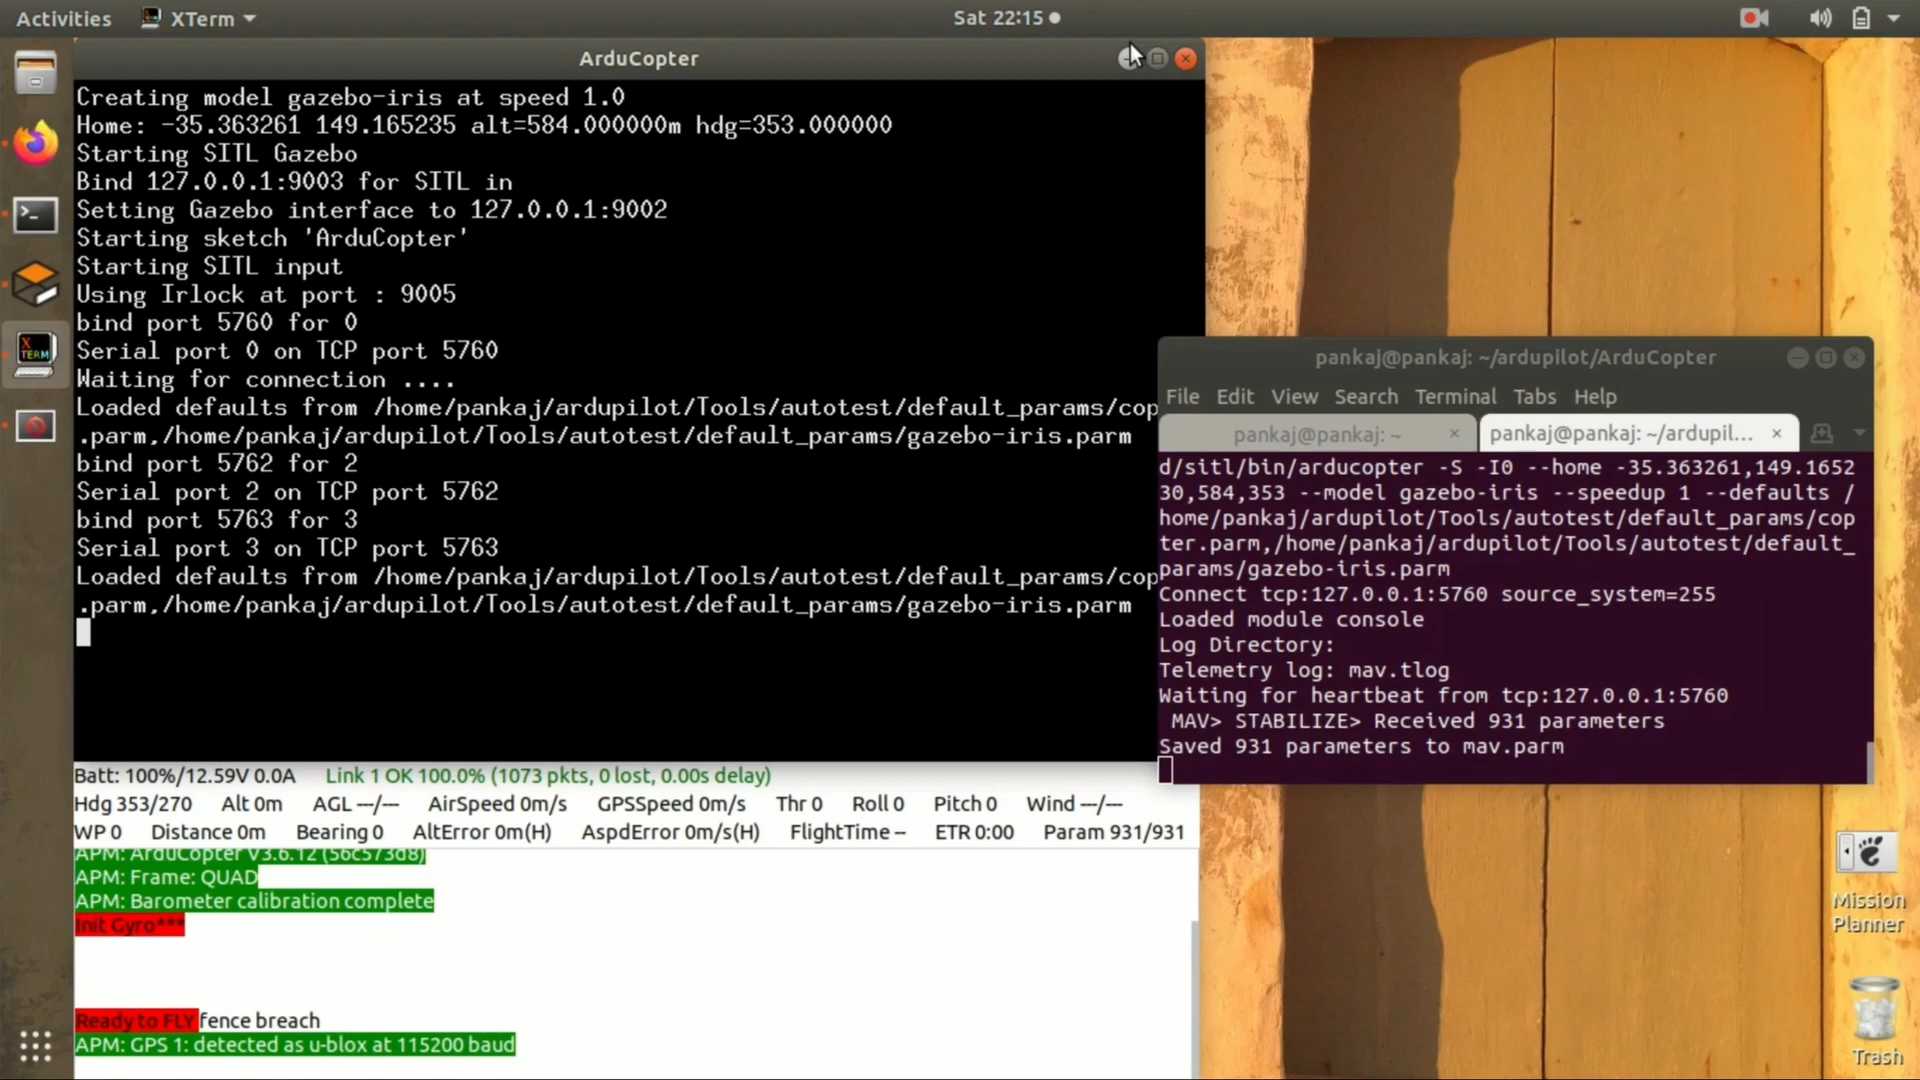 Activities XTerm Sat 22:15
ArduCopter
Creating model gazebo-iris at speed 1.0
Home: -35.363261 149.165235 alt=584.000000m hdg=353.000000
Starting SITL Gazebo
Bind 127.0.0.1:9003 for SITL in
Setting Gazebo interface to 127.0.0.1:9002
Starting sketch 'ArduCopter'
Starting SITL input
Using Irlock at port : 9005
bind port 5760 for 0
Serial port 0 on TCP port 5760
Waiting for connection ....
Loaded defaults from /home/pankaj/ardupilot/Tools/autotest/default_params/cop
.parm,/home/pankaj/ardupilot/Tools/autotest/default_params/gazebo-iris.parm
bind port 5762 for 2
Serial port 2 on TCP port 5762
bind port 5763 for 3
Serial port 3 on TCP port 5763
Loaded defaults from /home/pankaj/ardupilot/Tools/autotest/default_params/cop
.parm,/home/pankaj/ardupilot/Tools/autotest/default_params/gazebo-iris.parm
pankaj@pankaj: ~/ardupilot/ArduCopter
File Edit View Search Terminal Tabs Help
pankaj@pankaj: ~ pankaj@pankaj: ~/ardupil...
d/sitl/bin/arducopter -S -I0 --home -35.363261,149.1652
30,584,353 --model gazebo-iris --speedup 1 --defaults /
home/pankaj/ardupilot/Tools/autotest/default_params/cop
ter.parm,/home/pankaj/ardupilot/Tools/autotest/default_
params/gazebo-iris.parm
Connect tcp:127.0.0.1:5760 source_system=255
Loaded module console
Log Directory:
Telemetry log: mav.tlog
Waiting for heartbeat from tcp:127.0.0.1:5760
MAV> STABILIZE> Received 931 parameters
Saved 931 parameters to mav.parm
Batt: 100%/12.59V 0.0A Link 1 OK 100.0% (1073 pkts, 0 lost, 0.00s delay)
Hdg 353/270 Alt 0m AGL ---/--- AirSpeed 0m/s GPSSpeed 0m/s Thr 0 Roll 0 Pitch 0 Wind ---/---
WP 0 Distance 0m Bearing 0 AltError 0m(H) AspdError 0m/s(H) FlightTime -- ETR 0:00 Param 931/931
APM: ArduCopter V3.6.12 (56c573d8)
APM: Frame: QUAD
APM: Barometer calibration complete
Init Gyro***
Ready to FLY fence breach
APM: GPS 1: detected as u-blox at 115200 baud
XTERM
Mission
Planner
Trash